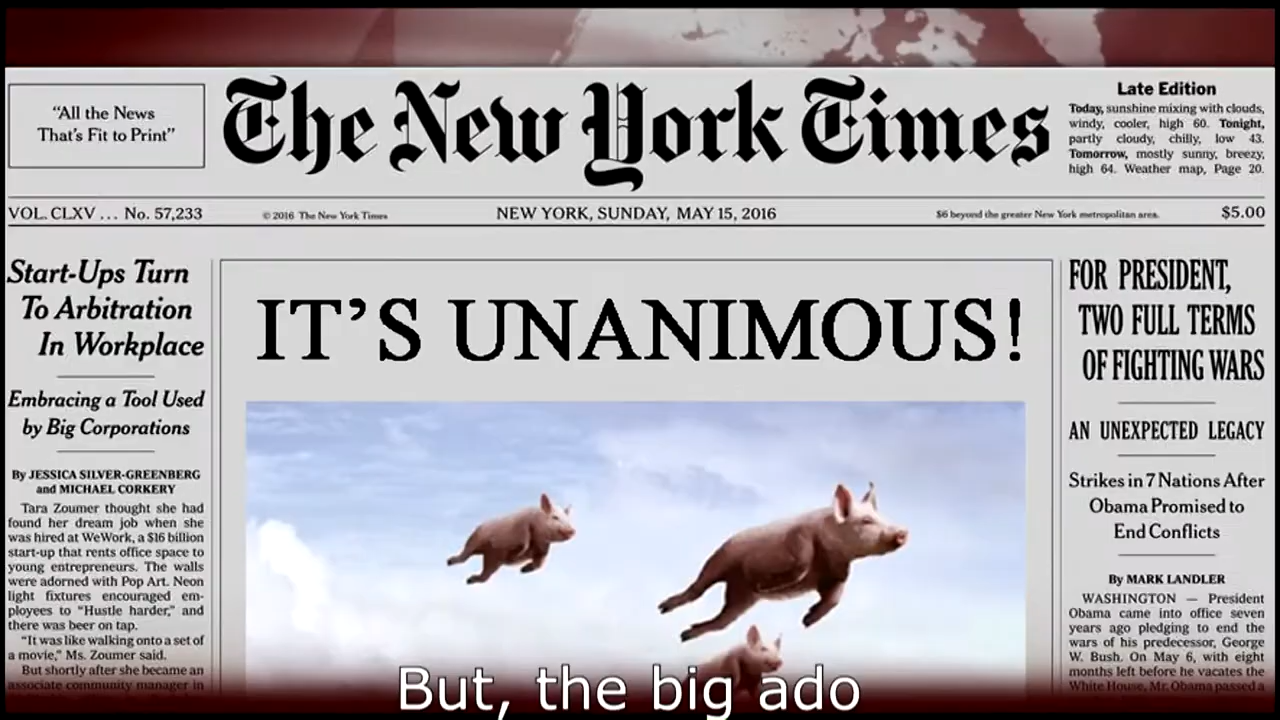 "All the News
That's Fit to Print"
The New York Times
Late Edition
Today, sunshine mixing with clouds,
windy, cooler, high 60. Tonight,
partly cloudy, chilly, low 43.
Tomorrow, mostly sunny, breezy,
high 64. Weather map, Page 20.
VOL. CLXV ... No. 57,233
© 2016 The New York Times
NEW YORK, SUNDAY, MAY 15, 2016
$6 beyond the greater New York metropolitan area.
$5.00
Start-Ups Turn
To Arbitration
In Workplace
Embracing a Tool Used
by Big Corporations
By JESSICA SILVER-GREENBERG
and MICHAEL CORKERY
Tara Zoumer thought she had
found her dream job when she
was hired at WeWork, a $16 billion
start-up that rents office space to
young entrepreneurs. The walls
were adorned with Pop Art. Neon
light fixtures encouraged em-
ployees to "Hustle harder," and
there was beer on tap.
"It was like walking onto a set of
a movie," Ms. Zoumer said.
But shortly after she became an
associate community manager in
IT'S UNANIMOUS!
FOR PRESIDENT,
TWO FULL TERMS
OF FIGHTING WARS
AN UNEXPECTED LEGACY
Strikes in 7 Nations After
Obama Promised to
End Conflicts
By MARK LANDLER
WASHINGTON — President
Obama came into office seven
years ago pledging to end the
wars of his predecessor, George
W. Bush. On May 6, with eight
months left before he vacates the
White House, Mr. Obama passed a
But, the big ado